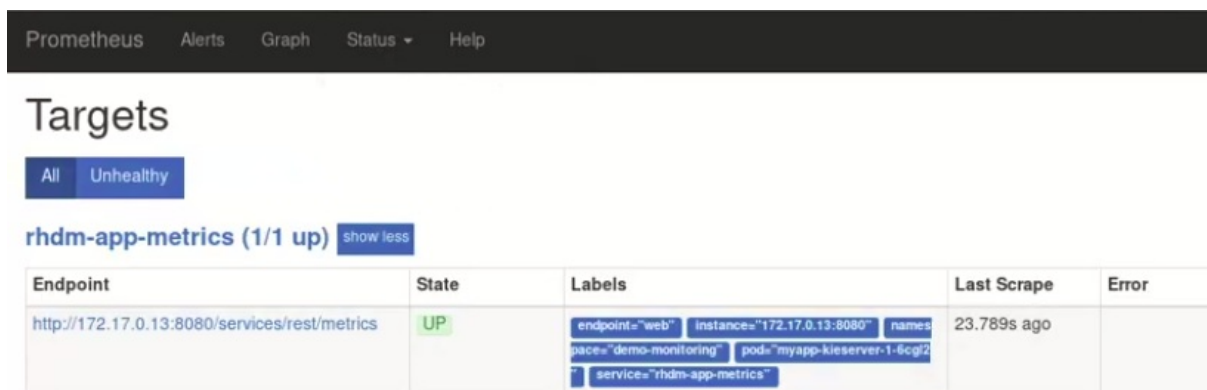 Prometheus Alerts Graph Status Help
Targets
All Unhealthy
rhdm-app-metrics (1/1 up) show less
Endpoint State Labels Last Scrape Error
http://172.17.0.13:8080/services/rest/metrics UP endpoint="web" instance="172.17.0.13:8080" names 23.789s ago
pace="demo-monitoring" pod="myapp-kieserver-1-6cgl2
" service="rhdm-app-metrics"